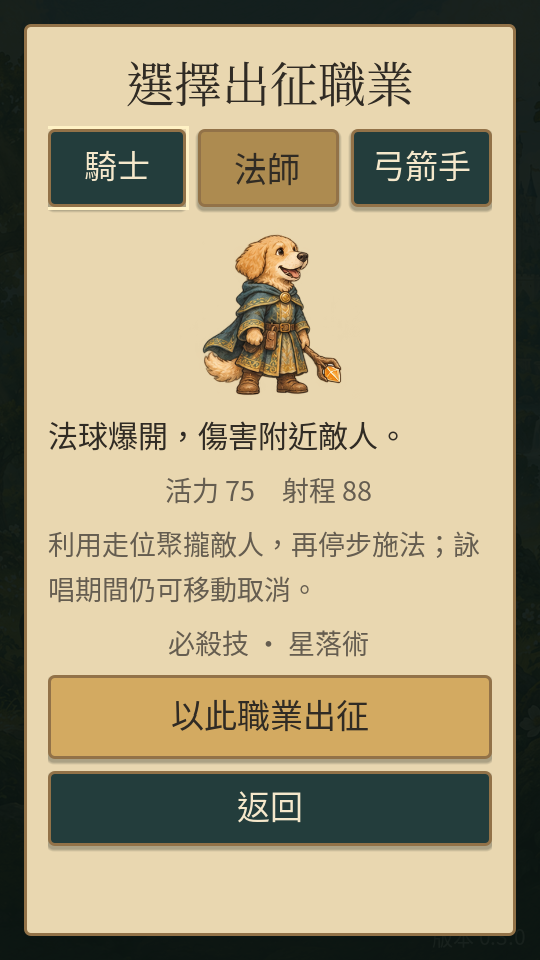 選擇出征職業
騎士
法師
弓箭手
法球爆開，傷害附近敵人。
活力 75　射程 88
利用走位聚攏敵人，再停步施法；詠
唱期間仍可移動取消。
必殺技 · 星落術
以此職業出征
返回